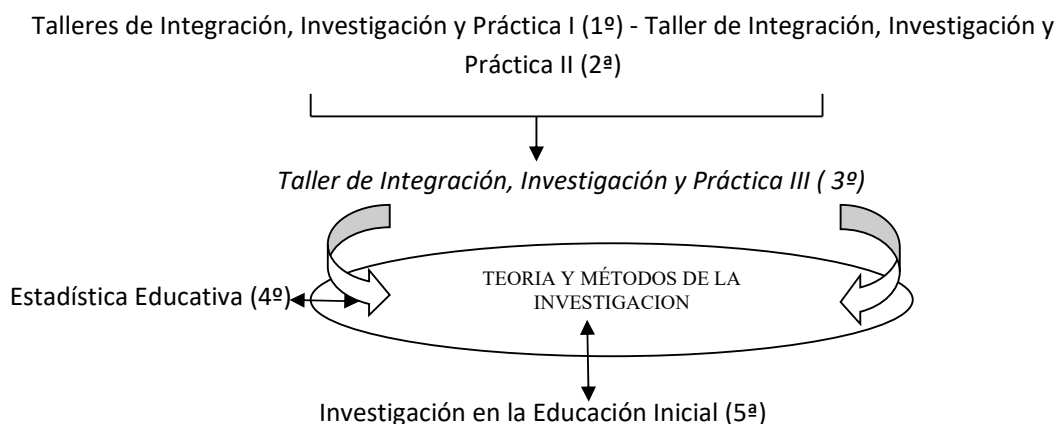 Talleres de Integración, Investigación y Práctica I (1º) - Taller de Integración, Investigación y
Práctica II (2ª)
Taller de Integración, Investigación y Práctica III ( 3º)
TEORIA Y MÉTODOS DE LA
INVESTIGACION
Estadística Educativa (4º)
Investigación en la Educación Inicial (5ª)